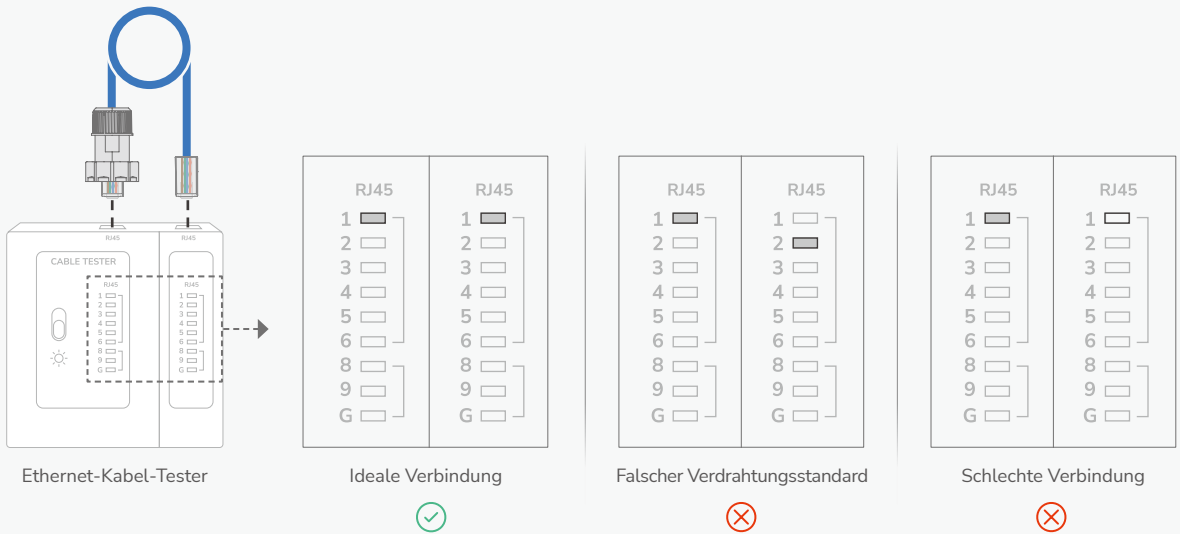 RJ45 RJ45
CABLE TESTER
RJ45 RJ45
1 1
2 2
3 3
4 4
5 5
6 6
8 8
9 9
G G
Ethernet-Kabel-Tester
RJ45 RJ45
1 1
2 2
3 3
4 4
5 5
6 6
8 8
9 9
G G
Ideale Verbindung
RJ45 RJ45
1 1
2 2
3 3
4 4
5 5
6 6
8 8
9 9
G G
Falscher Verdrahtungsstandard
RJ45 RJ45
1 1
2 2
3 3
4 4
5 5
6 6
8 8
9 9
G G
Schlechte Verbindung